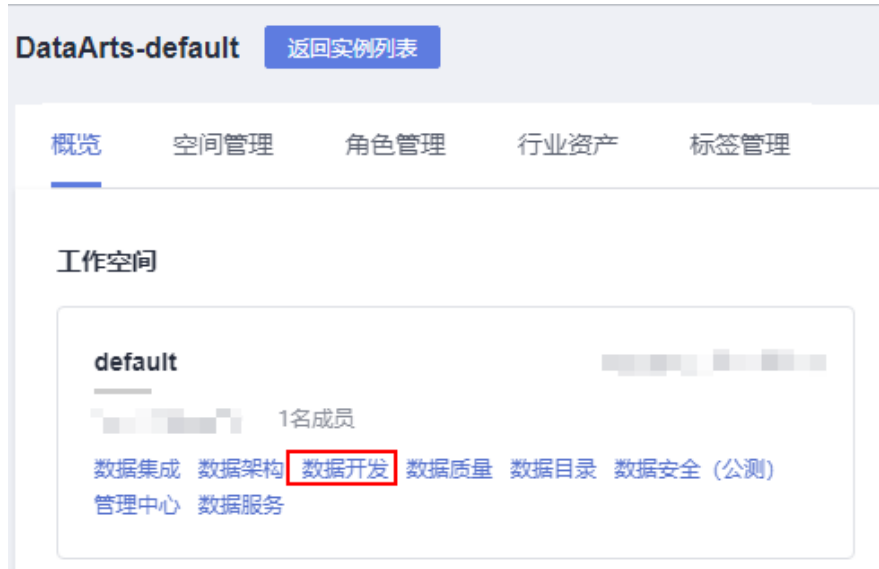 DataArts-default 返回实例列表
概览 空间管理 角色管理 行业资产 标签管理
工作空间
default
1名成员
数据集成 数据架构 数据开发 数据质量 数据目录 数据安全 (公测)
管理中心 数据服务